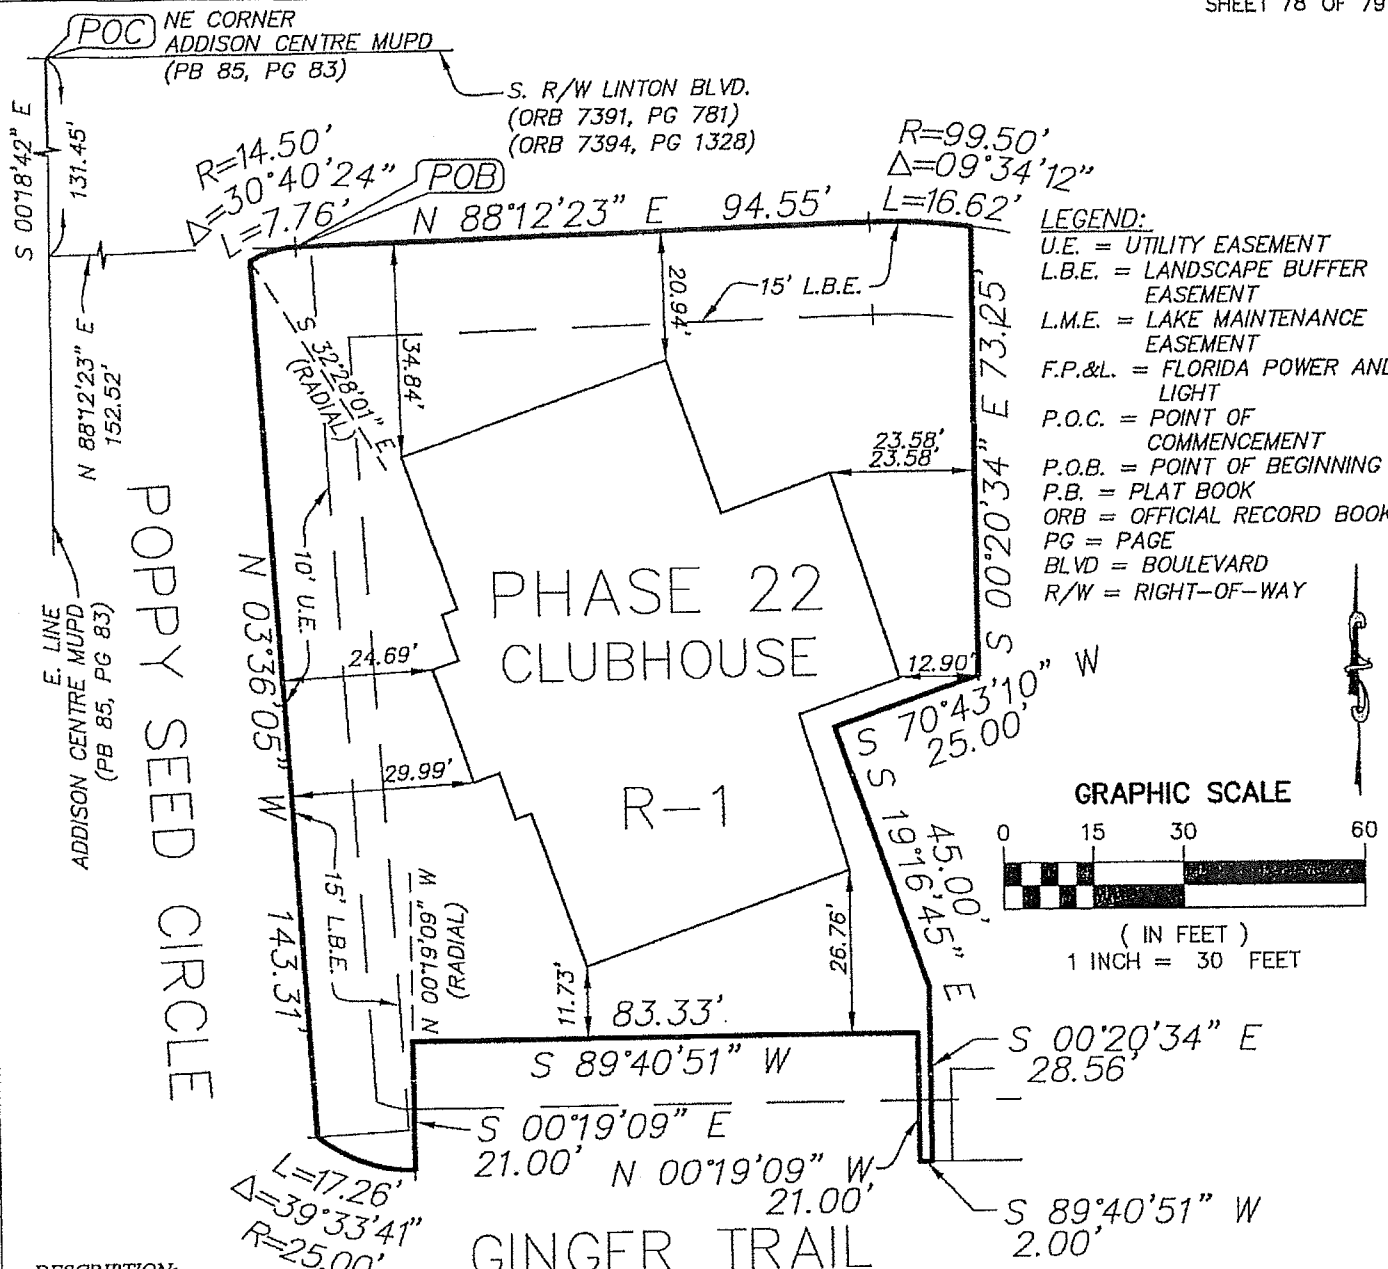 SHEET 78 OF 79
POC
NE CORNER
ADDISON CENTRE MUPD
(PB 85, PG 83)
S. R/W LINTON BLVD.
(ORB 7391, PG 781)
(ORB 7394, PG 1328)
S 00°18'42" E
131.45'
R=14.50'
Δ=30°40'24"
L=7.76'
POB
N 88°12'23" E 94.55'
R=99.50'
Δ=09°34'12"
L=16.62'
LEGEND:
U.E. = UTILITY EASEMENT
L.B.E. = LANDSCAPE BUFFER
EASEMENT
L.M.E. = LAKE MAINTENANCE
EASEMENT
F.P.&L. = FLORIDA POWER AND
LIGHT
P.O.C. = POINT OF
COMMENCEMENT
P.O.B. = POINT OF BEGINNING
P.B. = PLAT BOOK
ORB = OFFICIAL RECORD BOOK
PG = PAGE
BLVD = BOULEVARD
R/W = RIGHT-OF-WAY
N 88°12'23" E
152.52'
S 32°28'01" E
(RADIAL)
34.84'
20.94'
15' L.B.E.
23.58'
23.58'
S 00°20'34" E 73.25'
E. LINE
ADDISON CENTRE MUPD
(PB 85, PG 83)
POPPY SEED CIRCLE
N 03°36'05" W 143.31'
10' U.E.
24.69'
29.99'
15' L.B.E.
PHASE 22
CLUBHOUSE
R-1
12.90'
S 70°43'10" W
25.00'
S 19°16'45" E
45.00'
GRAPHIC SCALE
0 15 30 60
( IN FEET )
1 INCH = 30 FEET
N 00°19'09" W
(RADIAL)
11.73'
26.76'
83.33'
S 89°40'51" W
S 00°20'34" E
28.56'
S 00°19'09" E
21.00'
N 00°19'09" W
21.00'
S 89°40'51" W
2.00'
L=17.26'
Δ=39°33'41"
R=25.00'
GINGER TRAIL
DESCRIPTION: